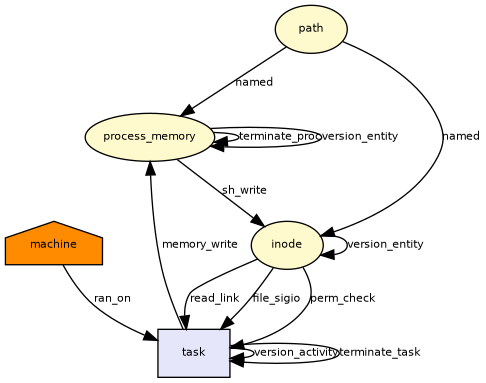 path
named
process_memory
terminate_proc
version_entity
named
sh_write
machine
memory_write
inode
version_entity
ran_on
read_link
file_sigio
perm_check
task
version_activity
terminate_task